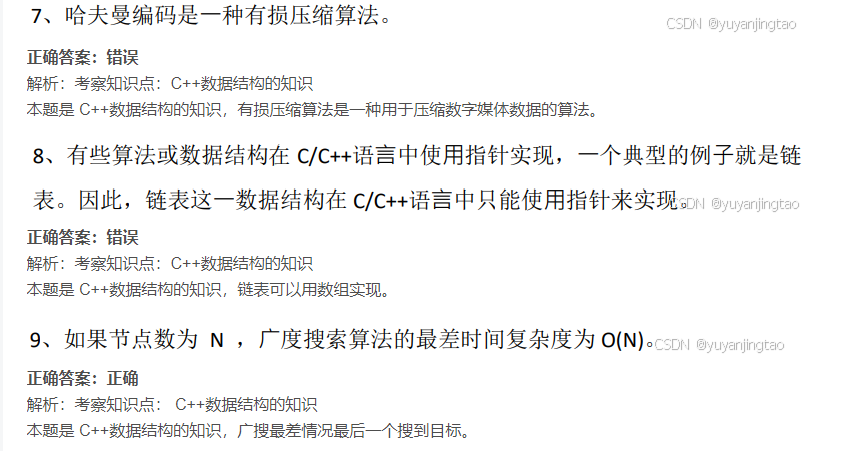 7、哈夫曼编码是一种有损压缩算法。
CSDN @yuyanjingtao
正确答案：错误
解析：考察知识点：C++数据结构的知识
本题是 C++数据结构的知识，有损压缩算法是一种用于压缩数字媒体数据的算法。
8、有些算法或数据结构在 C/C++语言中使用指针实现，一个典型的例子就是链
表。因此，链表这一数据结构在 C/C++语言中只能使用指针来实现。
CSDN @yuyanjingtao
正确答案：错误
解析：考察知识点：C++数据结构的知识
本题是 C++数据结构的知识，链表可以用数组实现。
9、如果节点数为 N ，广度搜索算法的最差时间复杂度为 O(N)。
CSDN @yuyanjingtao
正确答案：正确
解析：考察知识点： C++数据结构的知识
本题是 C++数据结构的知识，广搜最差情况最后一个搜到目标。